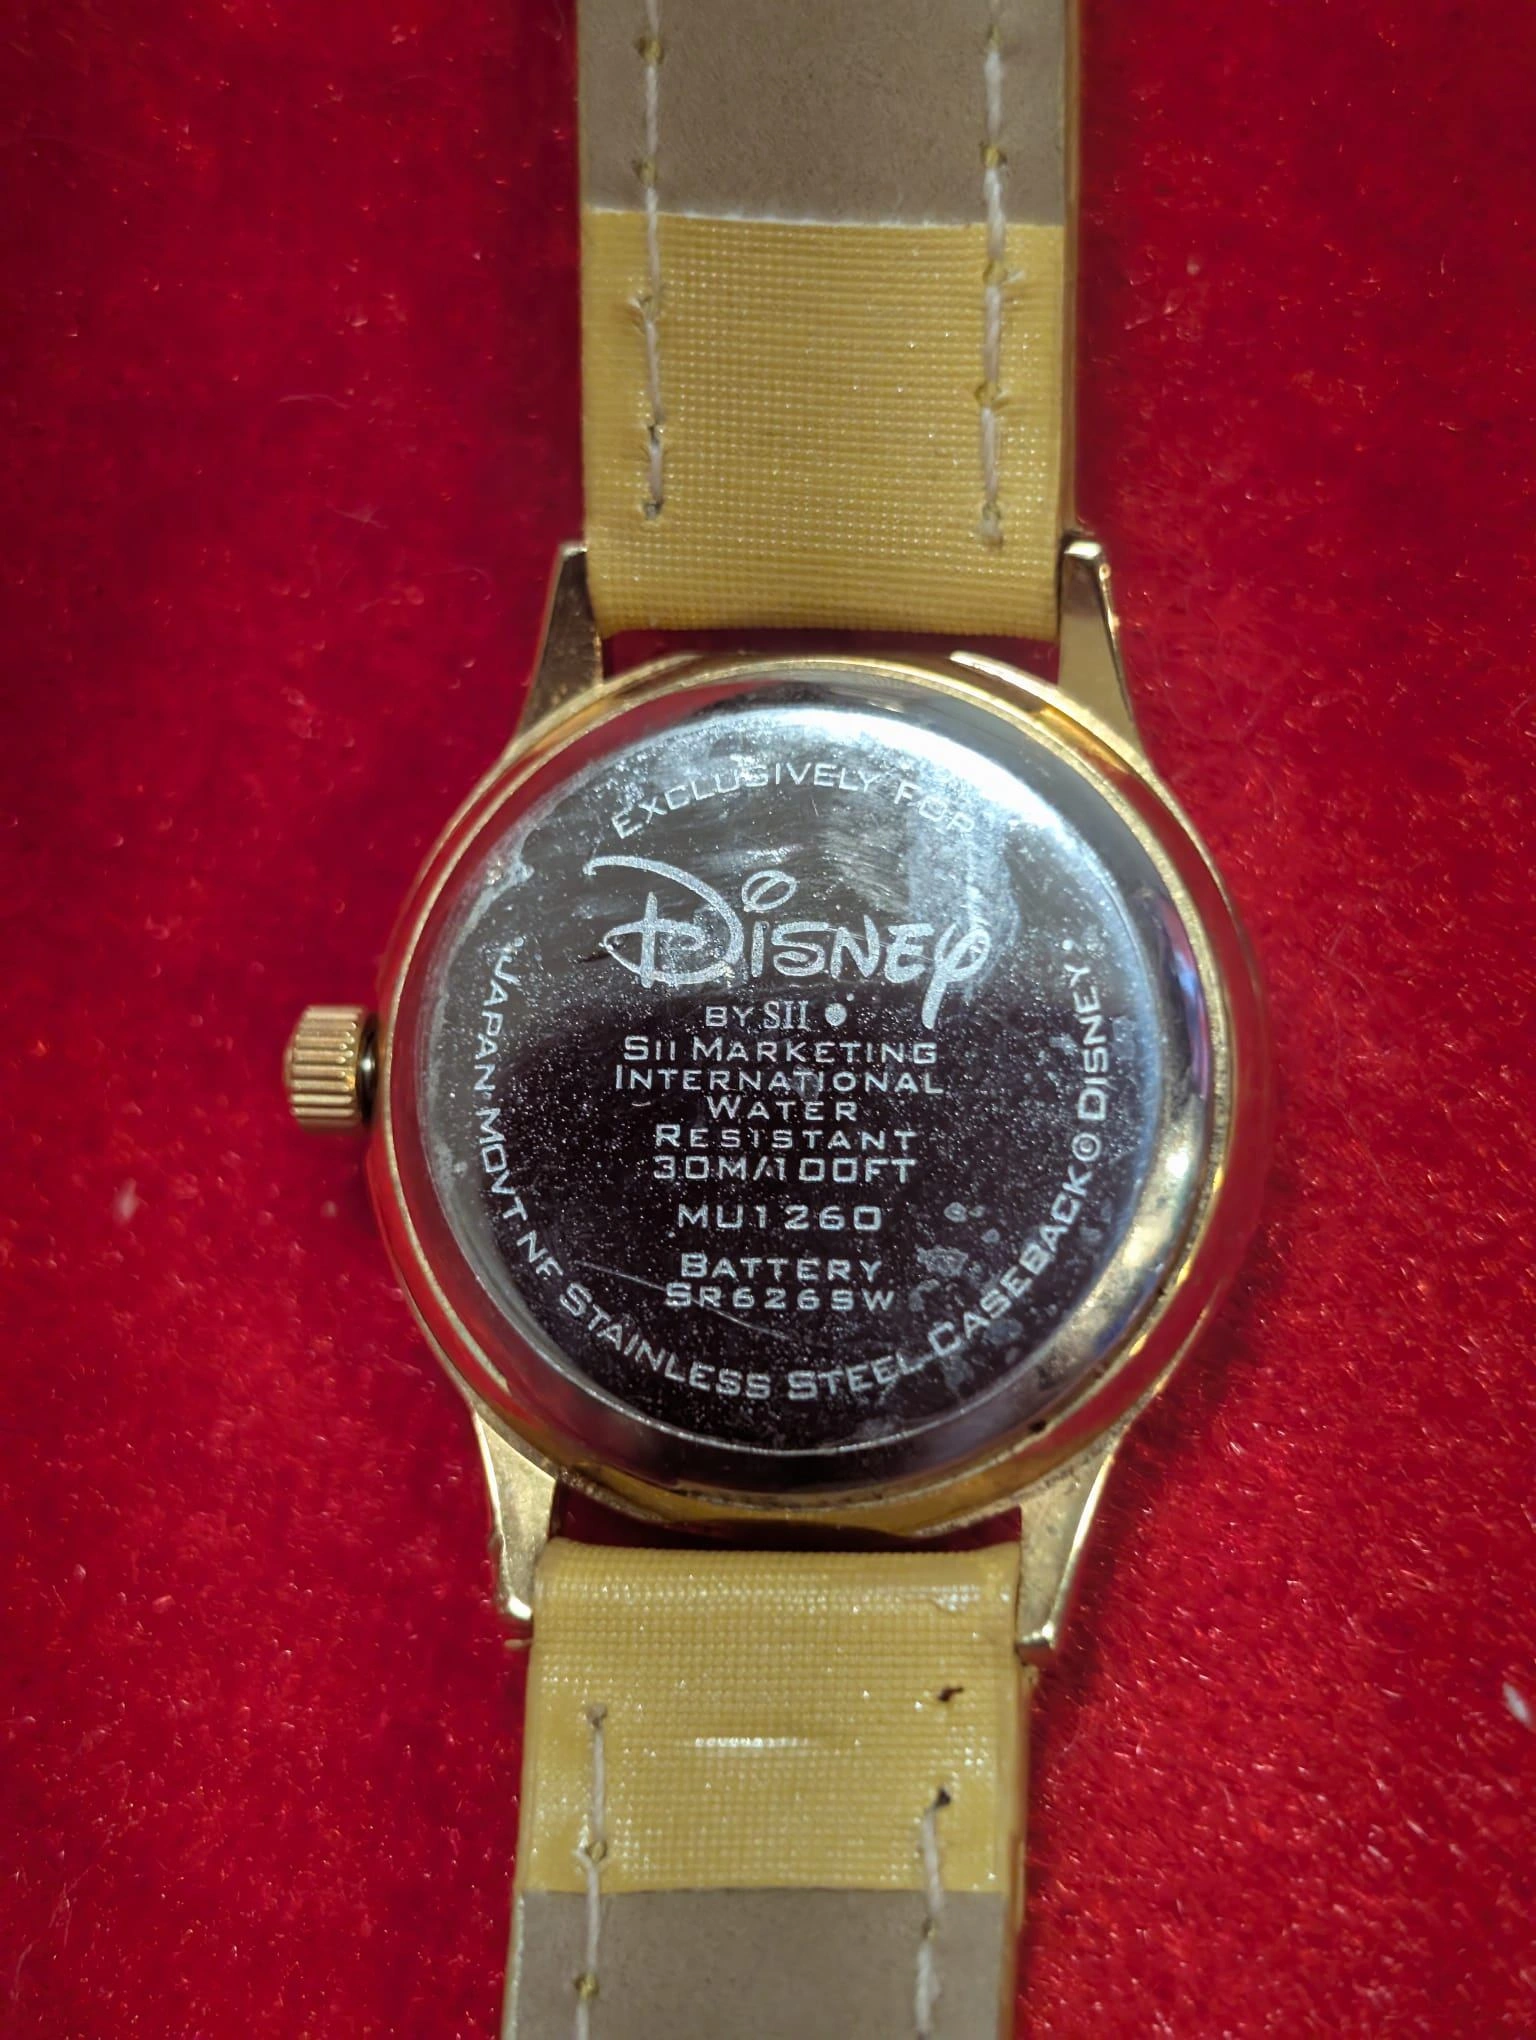 EXCLUSIVELY FOR
Disney
BY SII
SII MARKETING
INTERNATIONAL
WATER
RESISTANT
30M/100FT
MU1260
BATTERY
SR626SW
· JAPAN MOVT NF STAINLESS STEEL CASEBACK © DISNEY ·